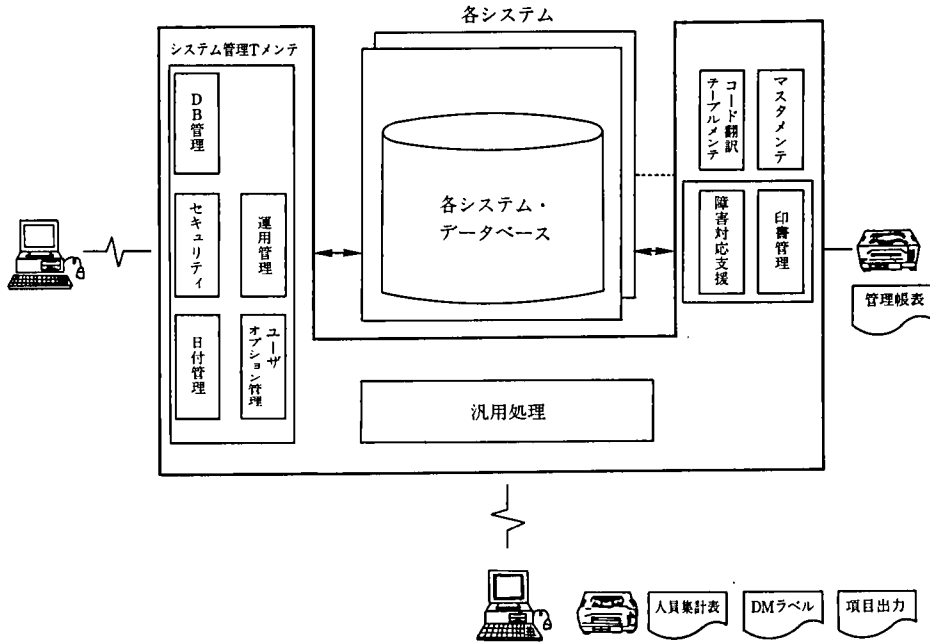 各システム
システム管理Tメンテ
DB管理
セキュリティ
運用管理
日付管理
ユーザ
オプション管理
各システム・
データベース
コード翻訳
テーブルメンテ
マスタメンテ
障害対応支援
印書管理
管理帳表
汎用処理
人員集計表
DMラベル
項目出力